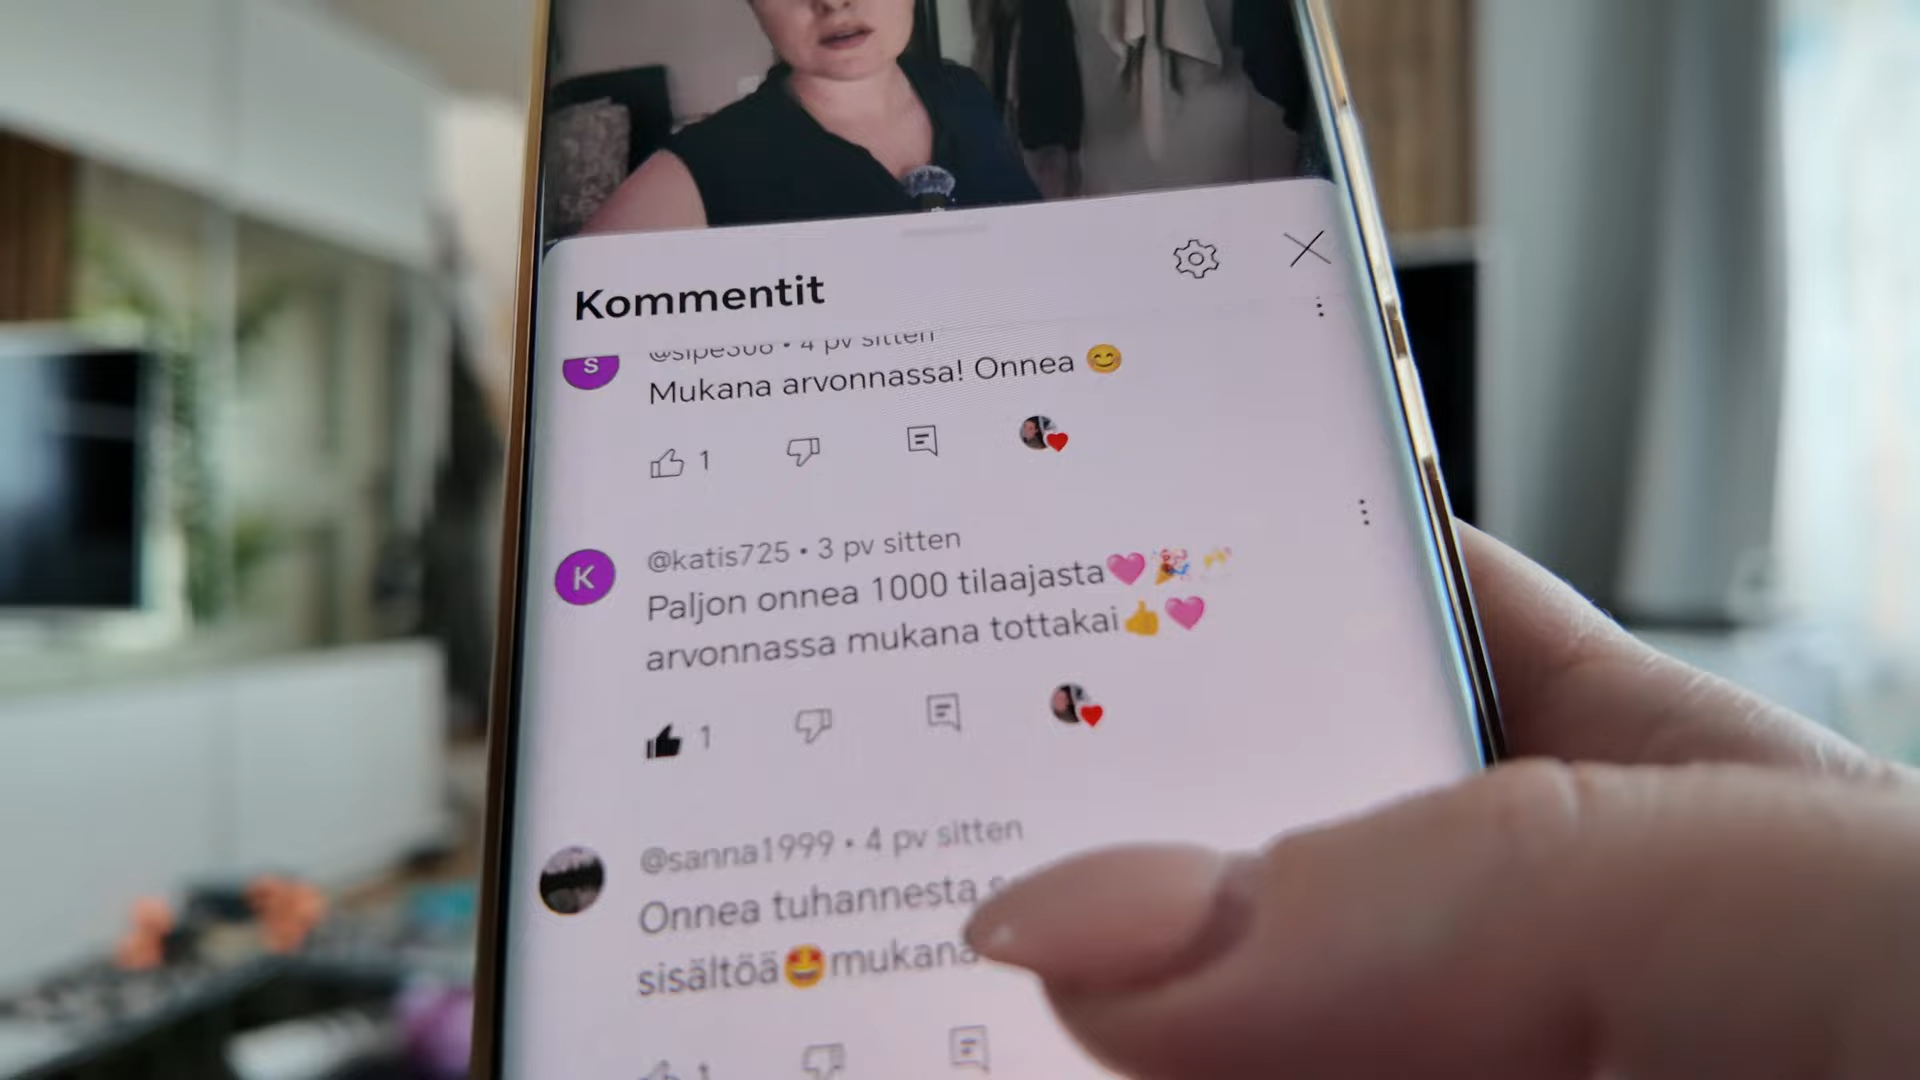 Kommentit
S
4 pv sitten
Mukana arvonnassa! Onnea 😊
1
K
@katis725 • 3 pv sitten
Paljon onnea 1000 tilaajasta🩷🎉🥂
arvonnassa mukana tottakai👍🩷
1
@sanna1999 • 4 pv sitten
Onnea tuhannesta
sisältöä🤩mukana
1